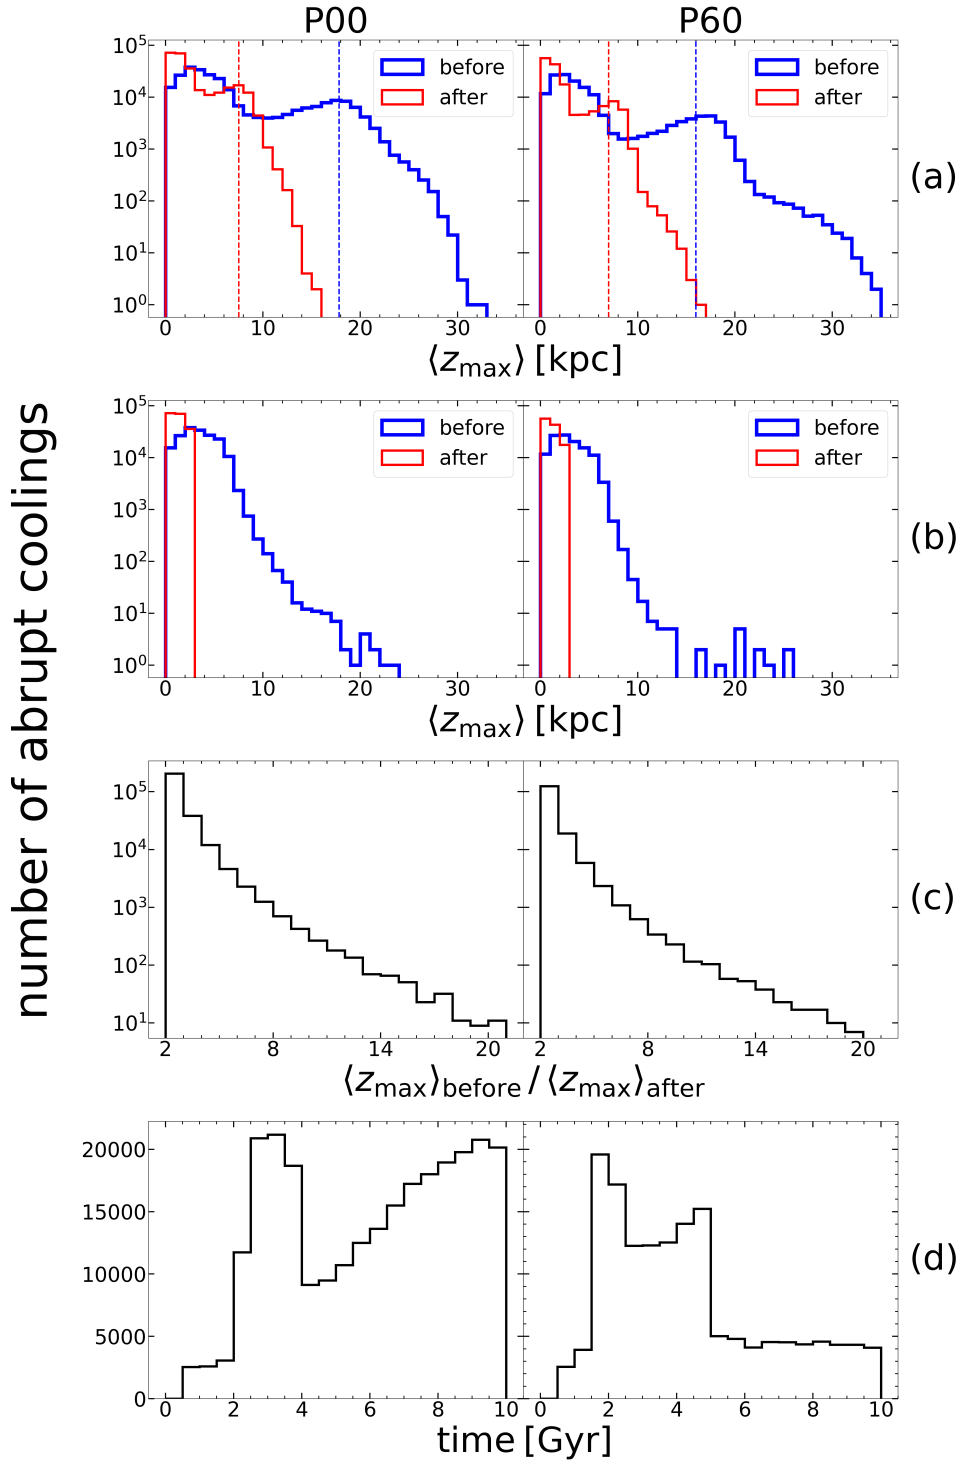 P00 P60
10⁵
10⁴
10³
10²
10¹
10⁰
before
after
before
after
(a)
0 10 20 30 0 10 20 30
⟨z_max⟩ [kpc]
10⁵
10⁴
10³
10²
10¹
10⁰
before
after
before
after
(b)
0 10 20 30 0 10 20 30
⟨z_max⟩ [kpc]
number of abrupt coolings
10⁵
10⁴
10³
10²
10¹
(c)
2 8 14 20 2 8 14 20
⟨z_max⟩_before / ⟨z_max⟩_after
20000
15000
10000
5000
0
(d)
0 2 4 6 8 10 0 2 4 6 8 10
time [Gyr]